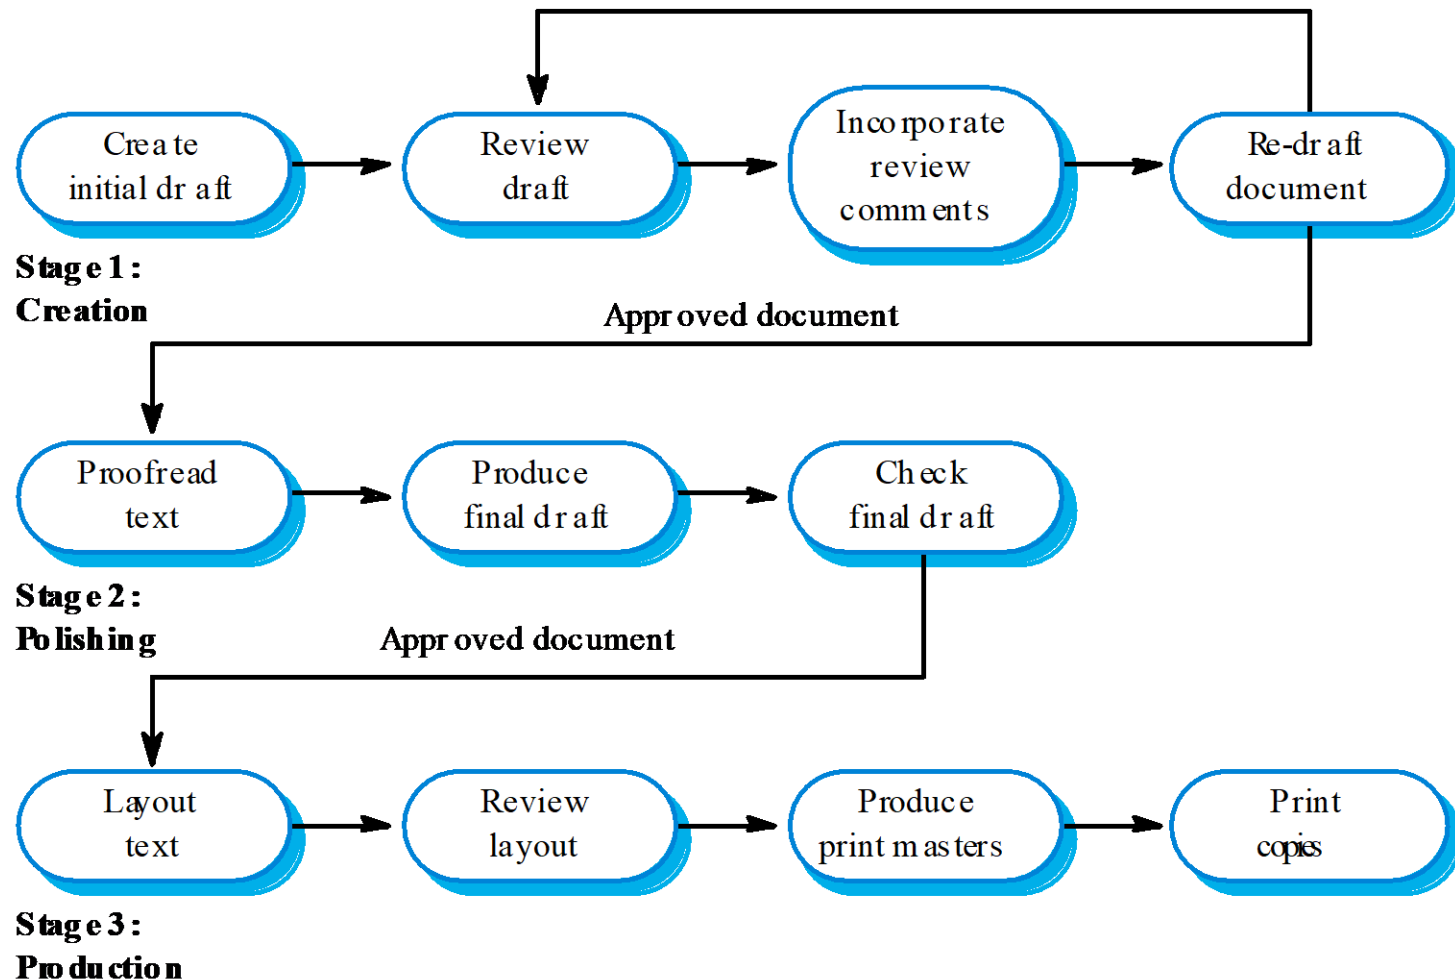 Create
initial draft
Review
draft
Incorporate
review
comments
Re-draft
document
Stage 1:
Creation
Approved document
Proofread
text
Produce
final draft
Check
final draft
Stage 2:
Polishing
Approved document
Layout
text
Review
layout
Produce
print masters
Print
copies
Stage 3:
Production